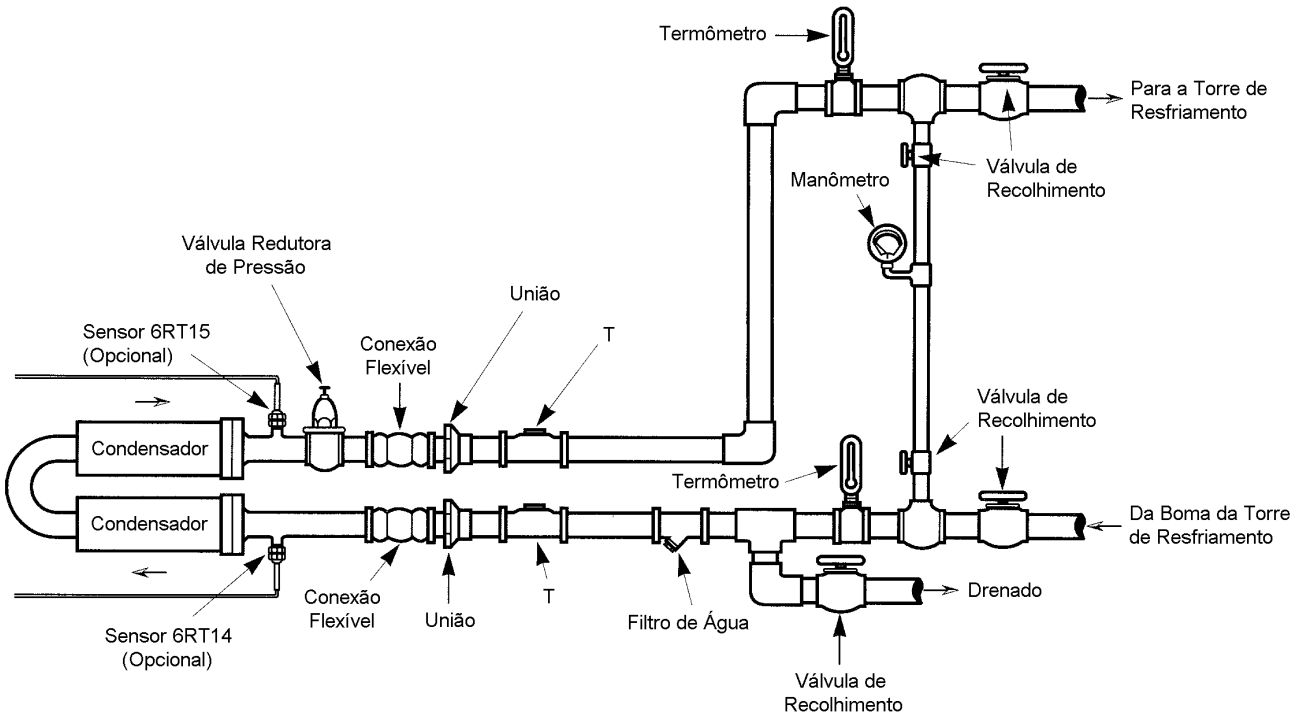 Termômetro
Para a Torre de
Resfriamento
Válvula de
Recolhimento
Manômetro
Válvula Redutora
de Pressão
União
Sensor 6RT15
(Opcional)
Conexão
Flexível
T
Válvula de
Recolhimento
Condensador
Termômetro
Condensador
Da Boma da Torre
de Resfriamento
Drenado
Conexão
Flexível
União
T
Filtro de Água
Sensor 6RT14
(Opcional)
Válvula de
Recolhimento